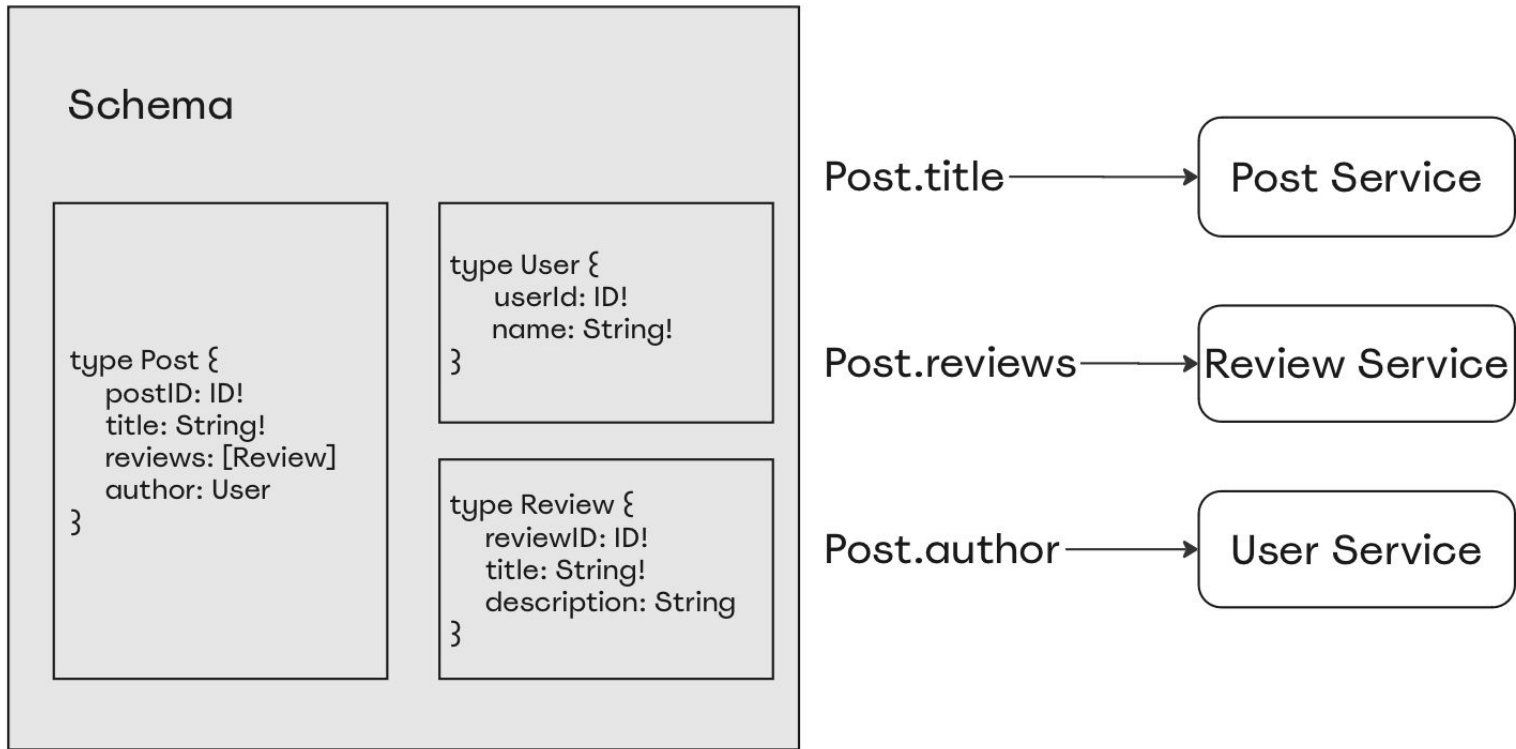 Schema
type Post {
postID: ID!
title: String!
reviews: [Review]
author: User
}
type User {
userId: ID!
name: String!
}
type Review {
reviewID: ID!
title: String!
description: String
}
Post.title
Post Service
Post.reviews
Review Service
Post.author
User Service